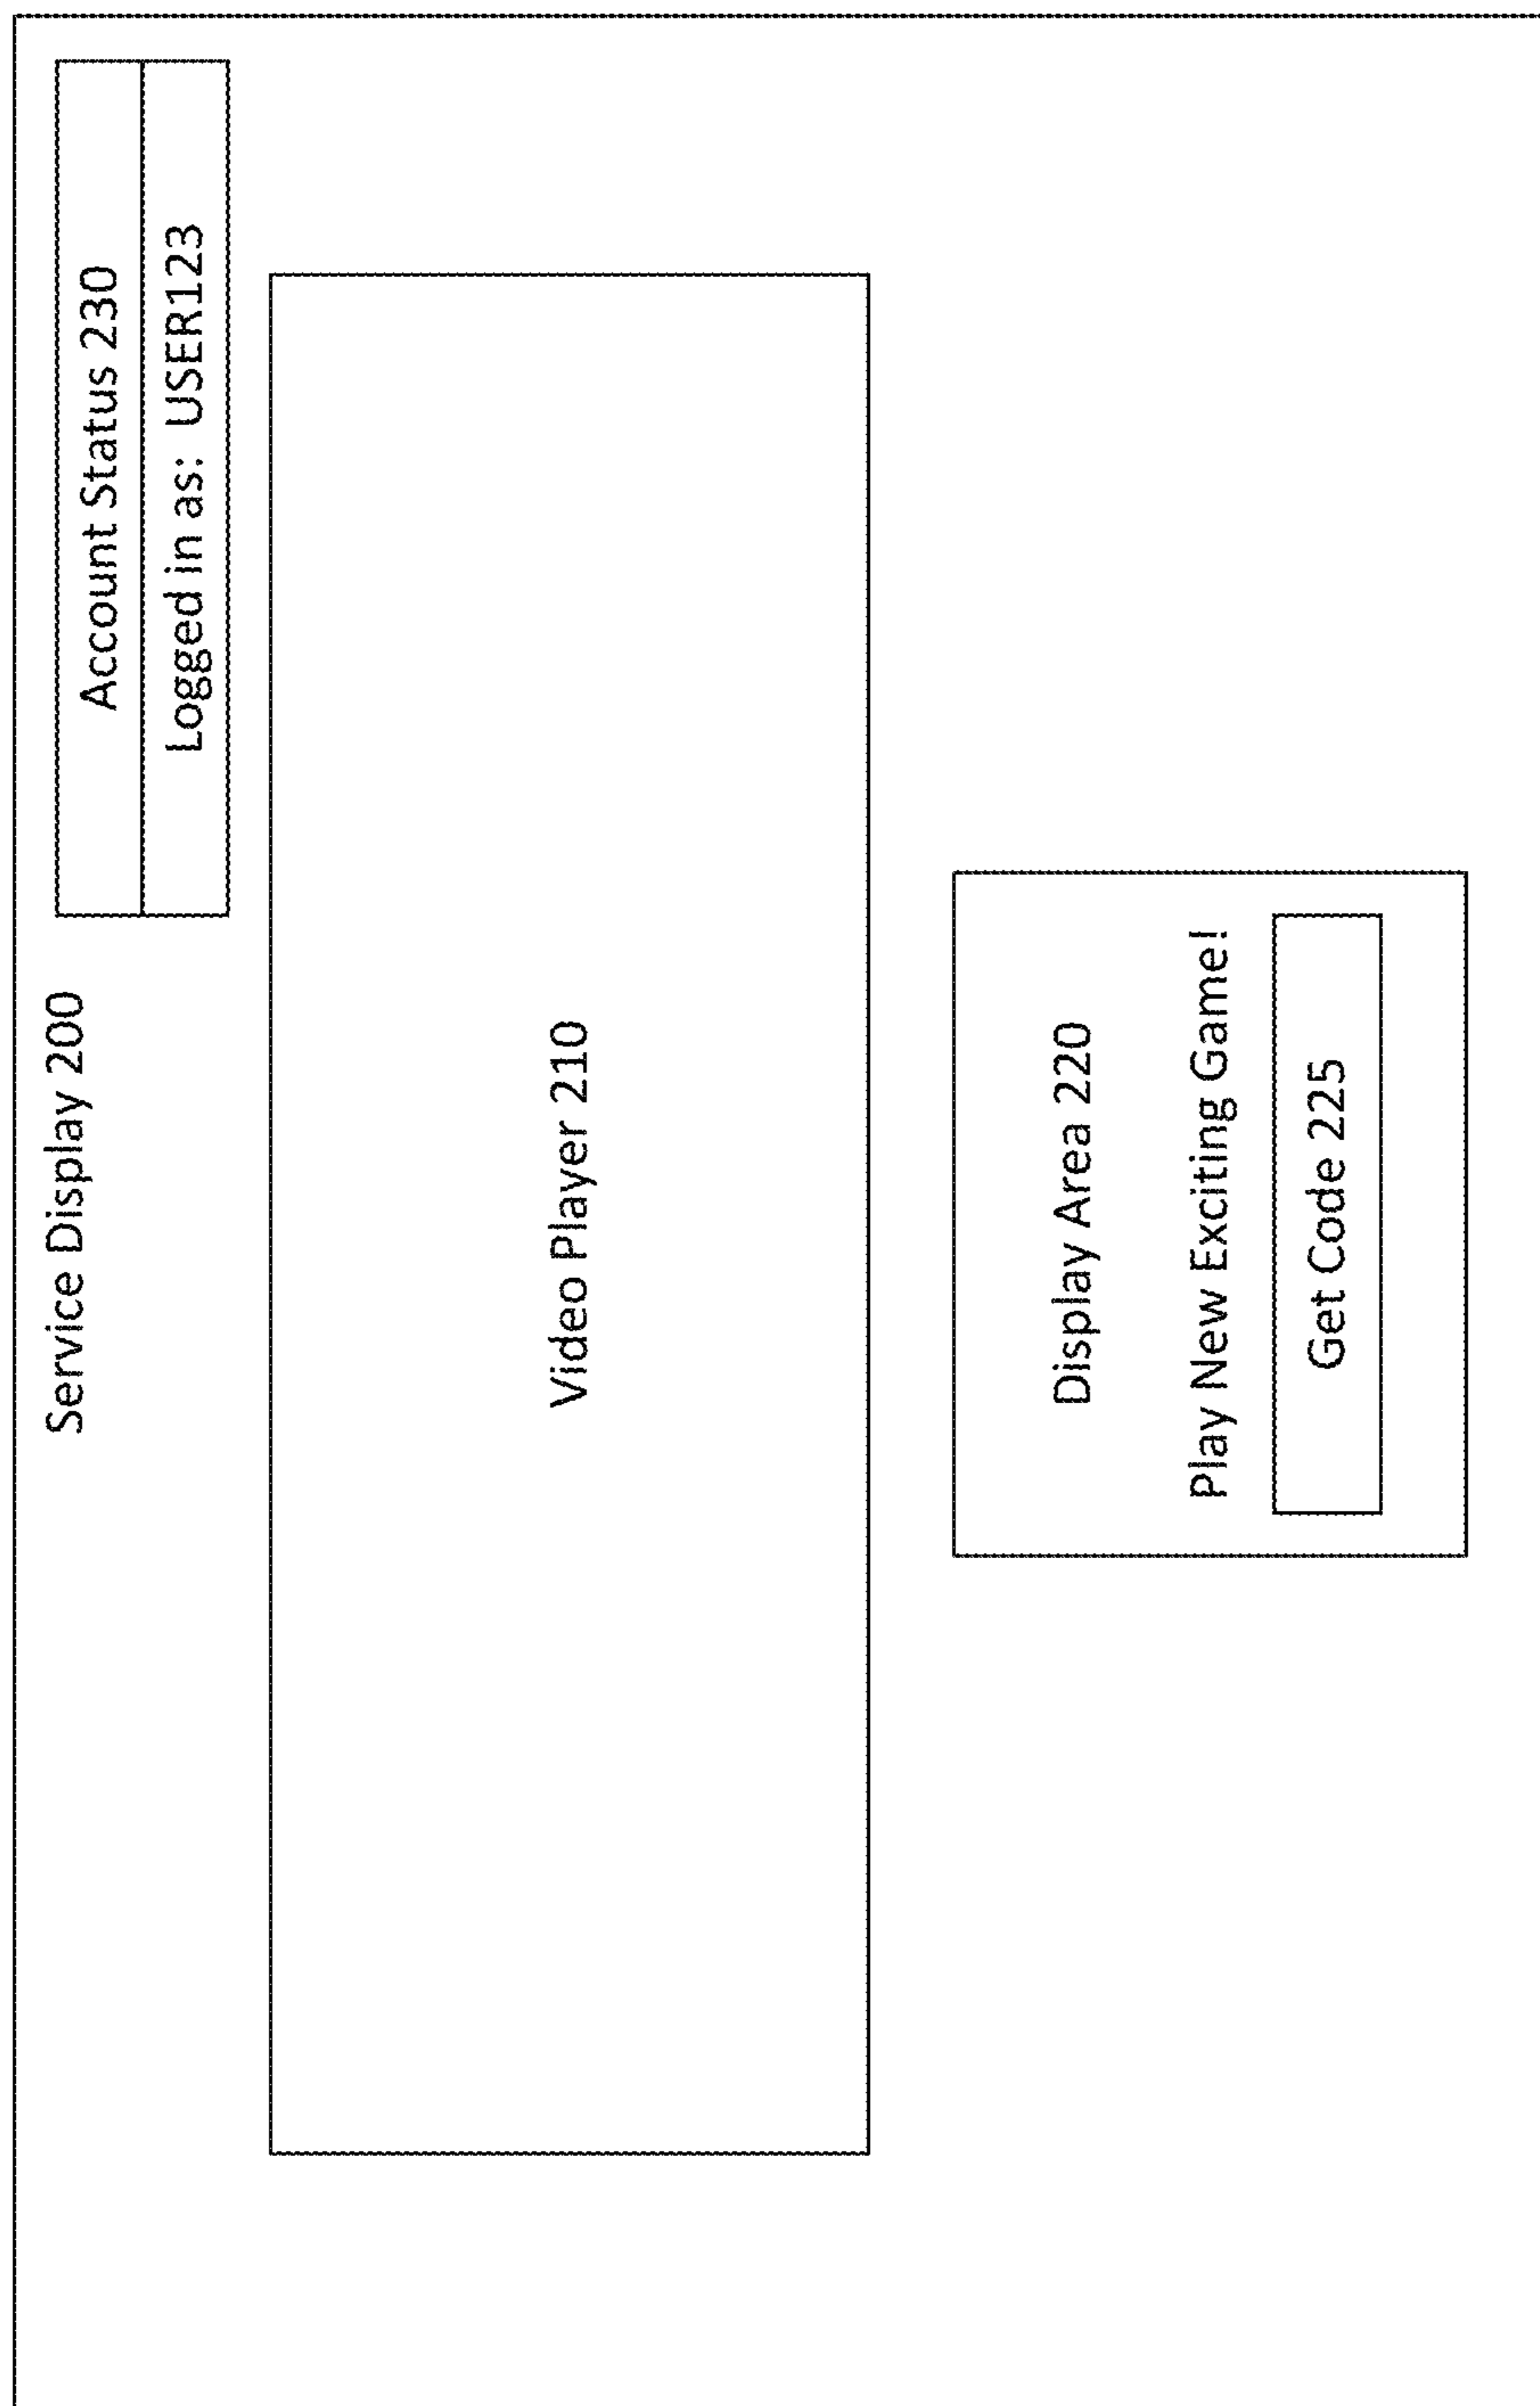 Service Display 200
Account Status 230
Logged in as: USER123
Video Player 210
Display Area 220
Play New Exciting Game!
Get Code 225